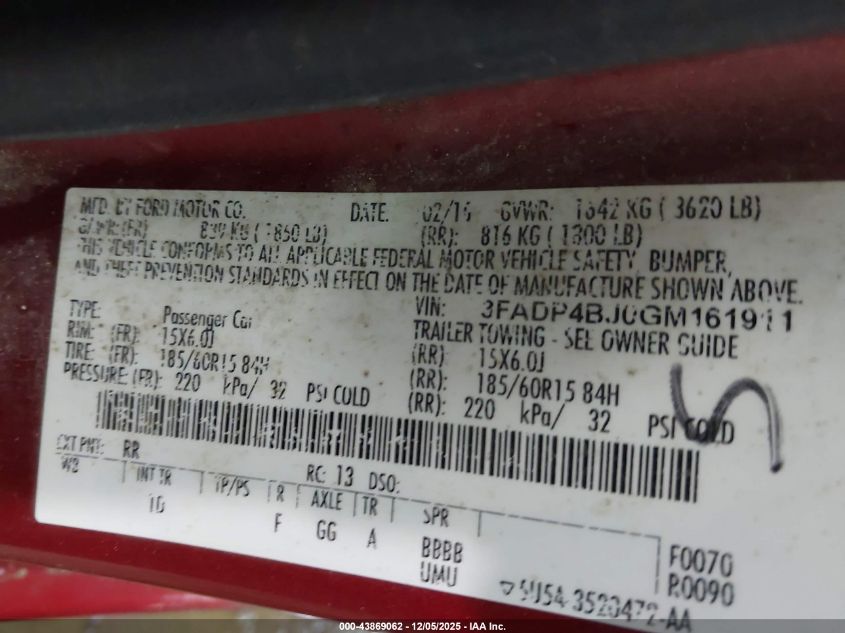 MFD. BY FORD MOTOR CO. DATE: 02/16 GVWR: 1642 KG ( 3620 LB)
GAWR:(FR) 839 KG ( 1850 LB) (RR): 816 KG ( 1800 LB)
THIS VEHICLE CONFORMS TO ALL APPLICABLE FEDERAL MOTOR VEHICLE SAFETY, BUMPER,
AND THEFT PREVENTION STANDARDS IN EFFECT ON THE DATE OF MANUFACTURE SHOWN ABOVE.
VIN: 3FADP4BJ0GM161911
TYPE: Passenger Car TRAILER TOWING - SEE OWNER GUIDE
RIM: (FR): 15X6.0J (RR) 15X6.0J
TIRE: (FR): 185/60R15 84H (RR): 185/60R15 84H
PRESSURE: (FR): 220 kPa/ 32 PSI COLD (RR): 220 kPa/ 32 PSI COLD
EXT PNT: RR RC: 13 DSO:
WB INT TR TP/PS R AXLE TR SPR
10 F GG A BBBB
UMU
F0070
R0090
5U5A-3520472-AA
000-43869062 - 12/05/2025 - IAA Inc.